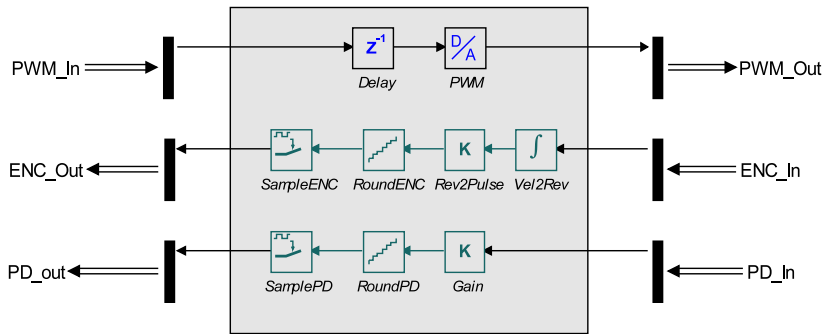 PWM_In
z-1
Delay
D/A
PWM
PWM_Out
ENC_Out
SampleENC
RoundENC
K
Rev2Pulse
∫
Vel2Rev
ENC_In
PD_out
SamplePD
RoundPD
K
Gain
PD_In